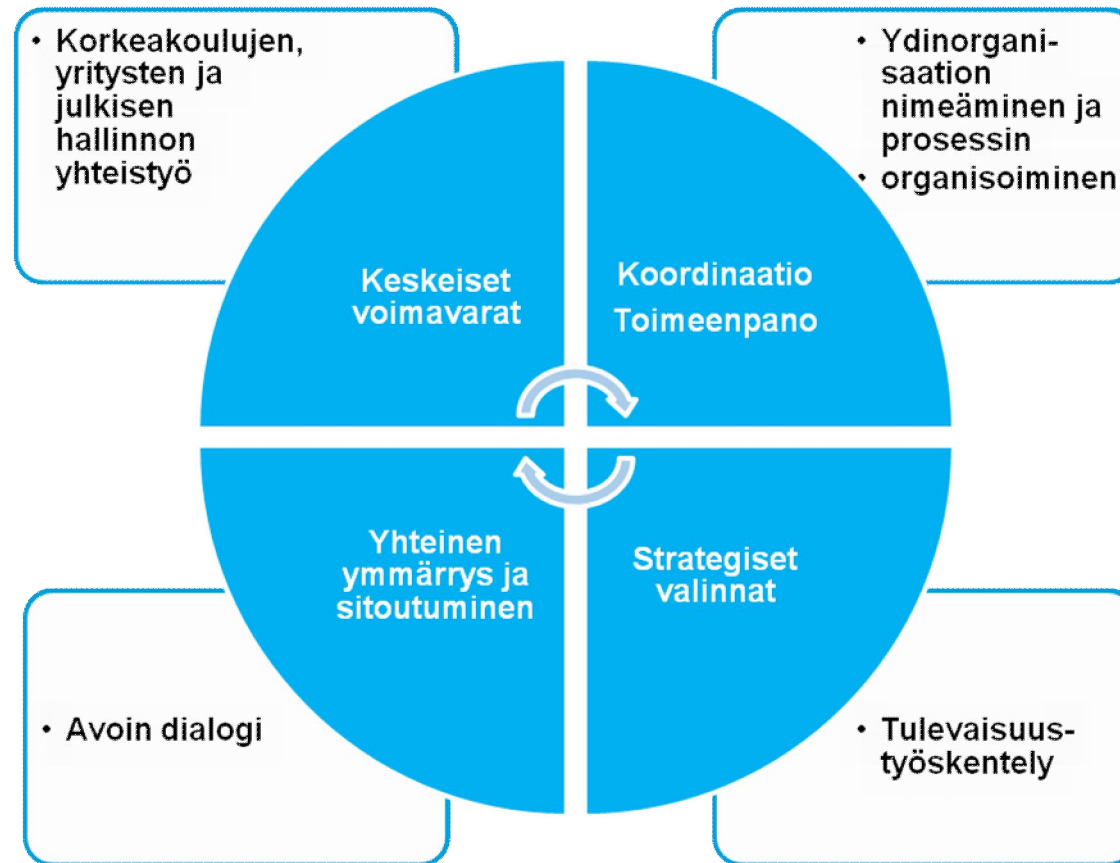 • Korkeakoulujen,
yritysten ja
julkisen
hallinnon
yhteistyö
• Ydinorgani-
saation
nimeäminen ja
prosessin
• organisoiminen
Keskeiset
voimavarat
Koordinaatio
Toimeenpano
Yhteinen
ymmärrys ja
sitoutuminen
Strategiset
valinnat
• Avoin dialogi
• Tulevaisuus-
työskentely